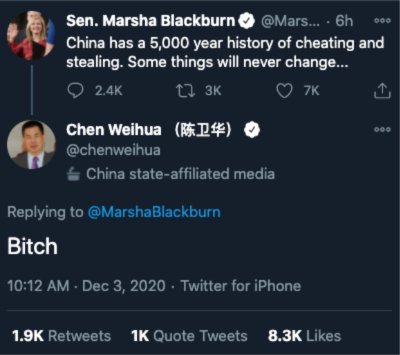 Sen. Marsha Blackburn @Mars... · 6h
China has a 5,000 year history of cheating and
stealing. Some things will never change...
2.4K 3K 7K
Chen Weihua （陈卫华）
@chenweihua
China state-affiliated media
Replying to @MarshaBlackburn
Bitch
10:12 AM · Dec 3, 2020 · Twitter for iPhone
1.9K Retweets 1K Quote Tweets 8.3K Likes